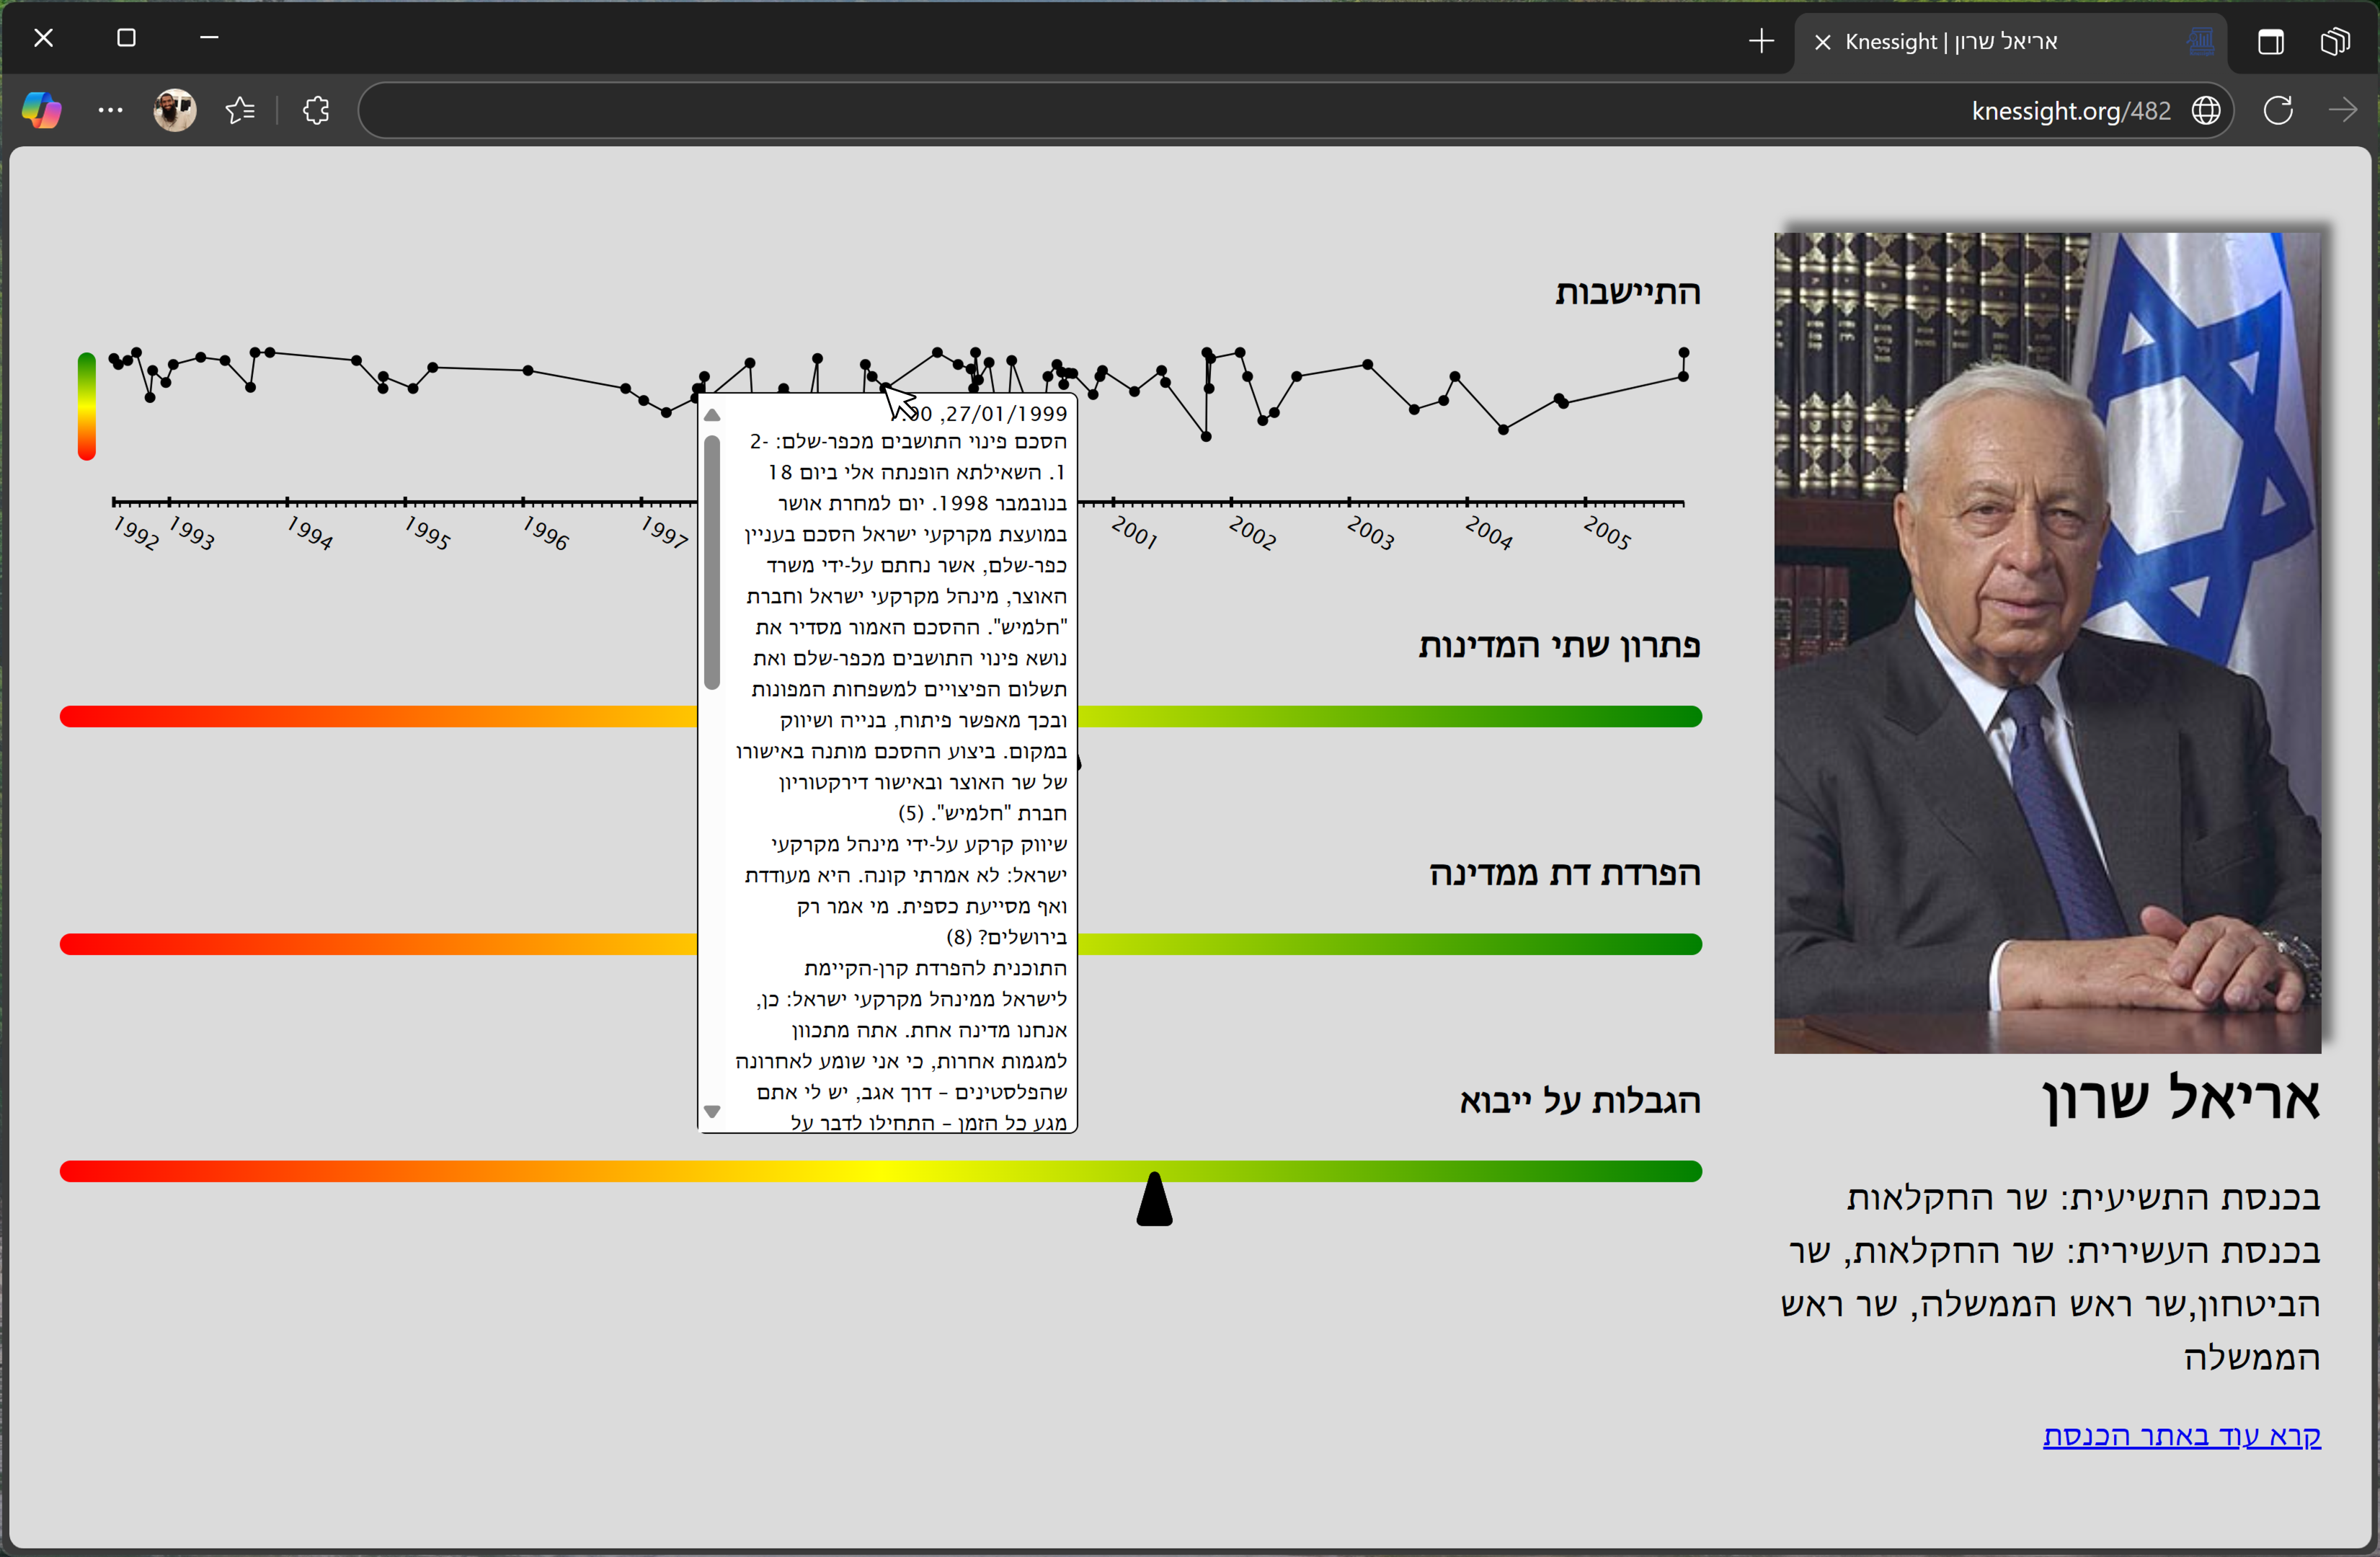 אריאל שרון | Knessight
knessight.org/482
אריאל שרון
בכנסת התשיעית: שר החקלאות
בכנסת העשירית: שר החקלאות, שר
הביטחון,שר ראש הממשלה, שר ראש
הממשלה
קרא עוד באתר הכנסת
התיישבות
1992
1993
1994
1995
1996
1997
2001
2002
2003
2004
2005
27/01/1999,
הסכם פינוי התושבים מכפר-שלם: 2-
1. השאילתא הופנתה אלי ביום 18
בנובמבר 1998. יום למחרת אושר
במועצת מקרקעי ישראל הסכם בעניין
כפר-שלם, אשר נחתם על-ידי משרד
האוצר, מינהל מקרקעי ישראל וחברת
"חלמיש". ההסכם האמור מסדיר את
נושא פינוי התושבים מכפר-שלם ואת
תשלום הפיצויים למשפחות המפונות
ובכך מאפשר פיתוח, בנייה ושיווק
במקום. ביצוע ההסכם מותנה באישורו
של שר האוצר ובאישור דירקטוריון
חברת "חלמיש". (5)
שיווק קרקע על-ידי מינהל מקרקעי
ישראל: לא אמרתי קונה. היא מעודדת
ואף מסייעת כספית. מי אמר רק
בירושלים? (8)
התוכנית להפרדת קרן-הקיימת
לישראל ממינהל מקרקעי ישראל: כן,
אנחנו מדינה אחת. אתה מתכוון
למגמות אחרות, כי אני שומע לאחרונה
שהפלסטינים – דרך אגב, יש לי אתם
מגע כל הזמן – התחילו לדבר על
פתרון שתי המדינות
הפרדת דת ממדינה
הגבלות על ייבוא